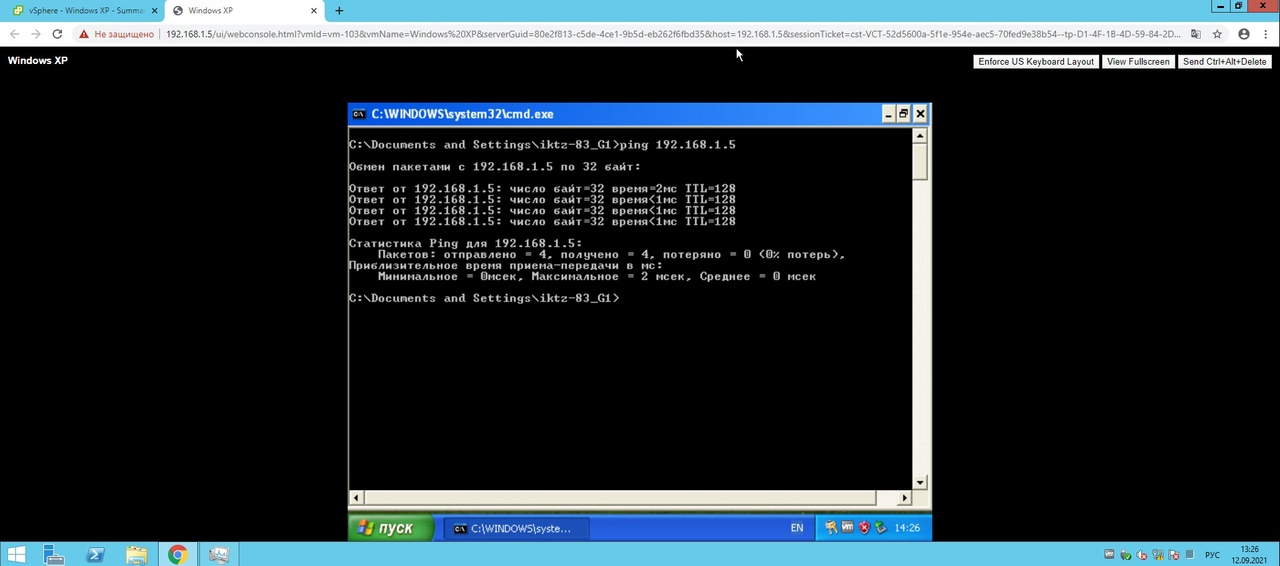 vSphere - Windows XP - Summa
Windows XP
Не защищено
192.168.1.5/ui/webconsole.html?vmId=vm-103&vmName=Windows%20XP&serverGuid=80e2f813-c5de-4ce1-9b5d-eb262f6fbd35&host=192.168.1.5&sessionTicket=cst-VCT-52d5600a-5f1e-954e-aec5-70fed9e38b54--tp-D1-4F-1B-4D-59-84-2D...
Windows XP
Enforce US Keyboard Layout
View Fullscreen
Send Ctrl+Alt+Delete
C:\WINDOWS\system32\cmd.exe
C:\Documents and Settings\iktz-83_G1>ping 192.168.1.5
Обмен пакетами с 192.168.1.5 по 32 байт:
Ответ от 192.168.1.5: число байт=32 время=2мс TTL=128
Ответ от 192.168.1.5: число байт=32 время<1мс TTL=128
Ответ от 192.168.1.5: число байт=32 время<1мс TTL=128
Ответ от 192.168.1.5: число байт=32 время<1мс TTL=128
Статистика Ping для 192.168.1.5:
Пакетов: отправлено = 4, получено = 4, потеряно = 0 (0% потерь),
Приблизительное время приема-передачи в мс:
Минимальное = 0мсек, Максимальное = 2 мсек, Среднее = 0 мсек
C:\Documents and Settings\iktz-83_G1>
пуск
C:\WINDOWS\syste...
EN
14:26
РУС
13:26
12.09.2021